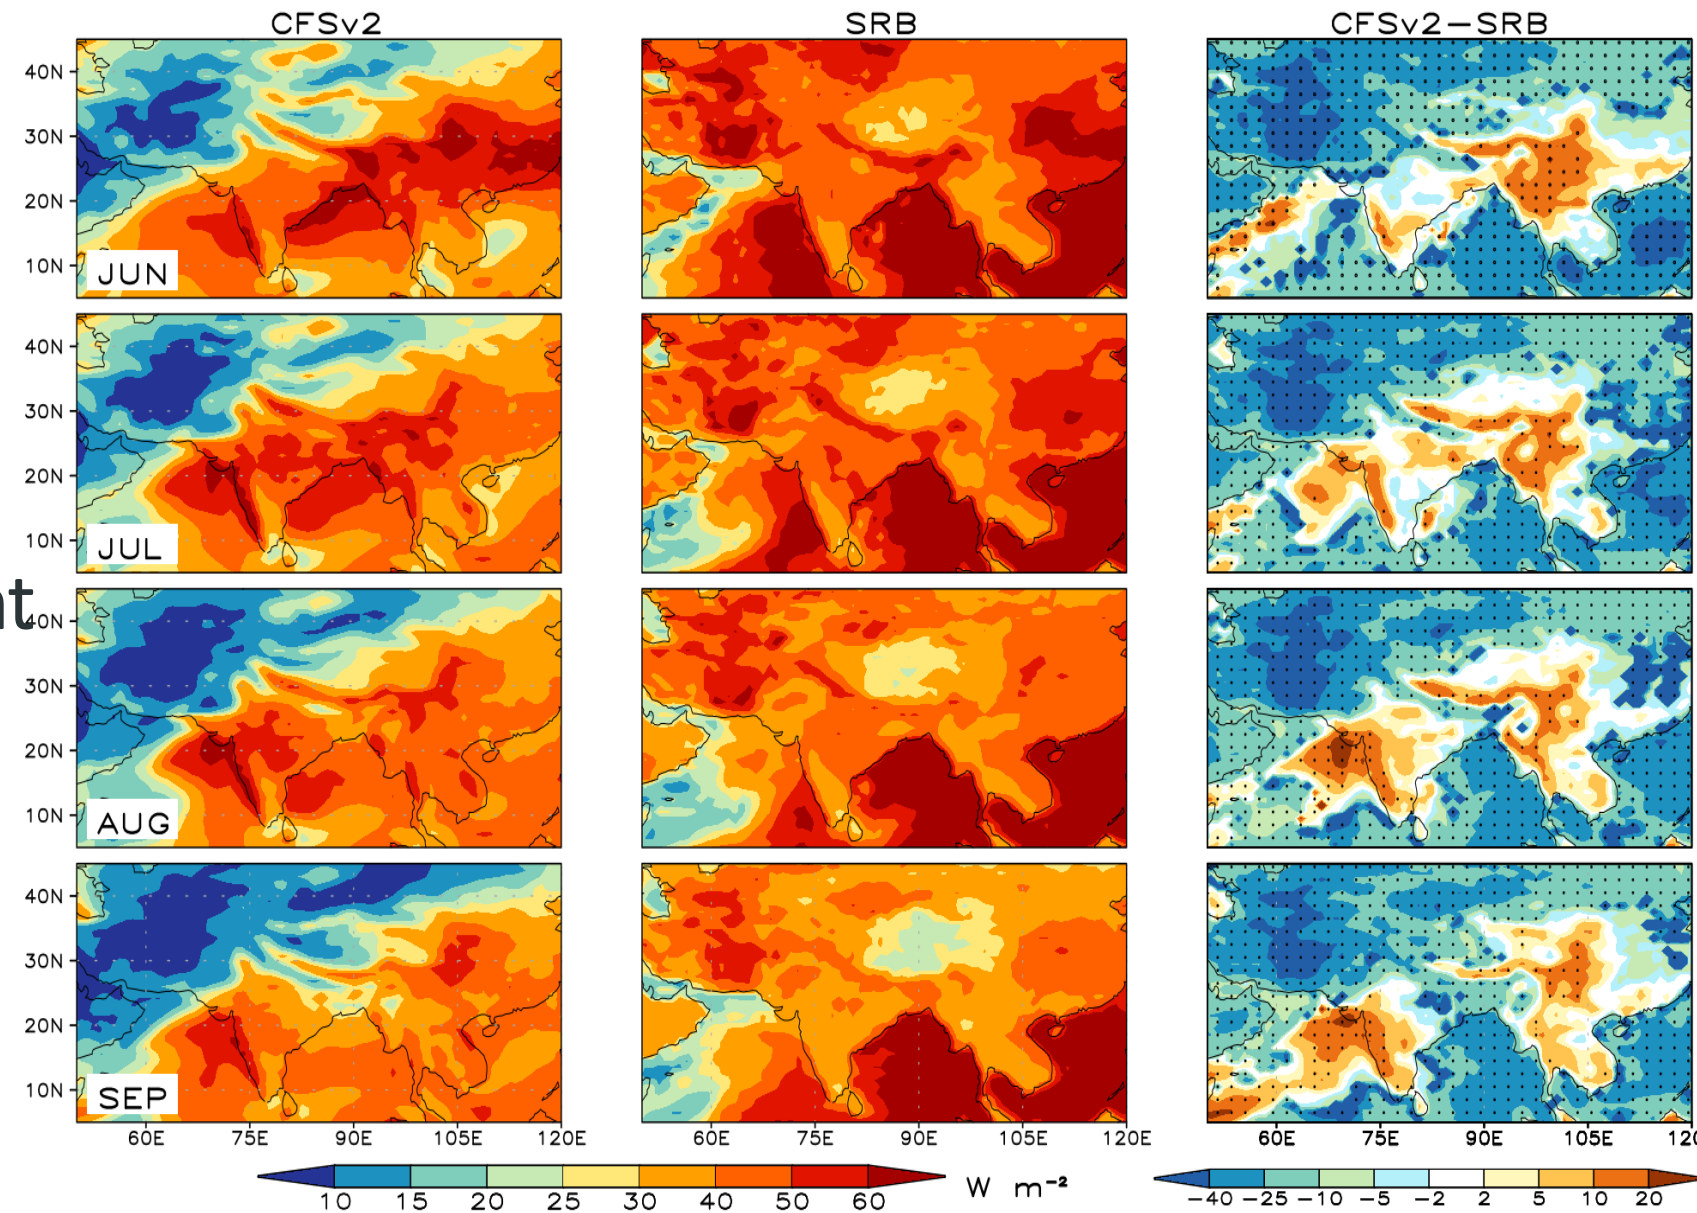 CFSv2 SRB CFSv2−SRB
40N
30N
20N
10N
JUN
40N
30N
20N
10N
JUL
nt
40N
30N
20N
10N
AUG
40N
30N
20N
10N
SEP
60E 75E 90E 105E 120E 60E 75E 90E 105E 120E 60E 75E 90E 105E 120
10 15 20 25 30 40 50 60 W m⁻² −40 −25 −10 −5 −2 2 5 10 20